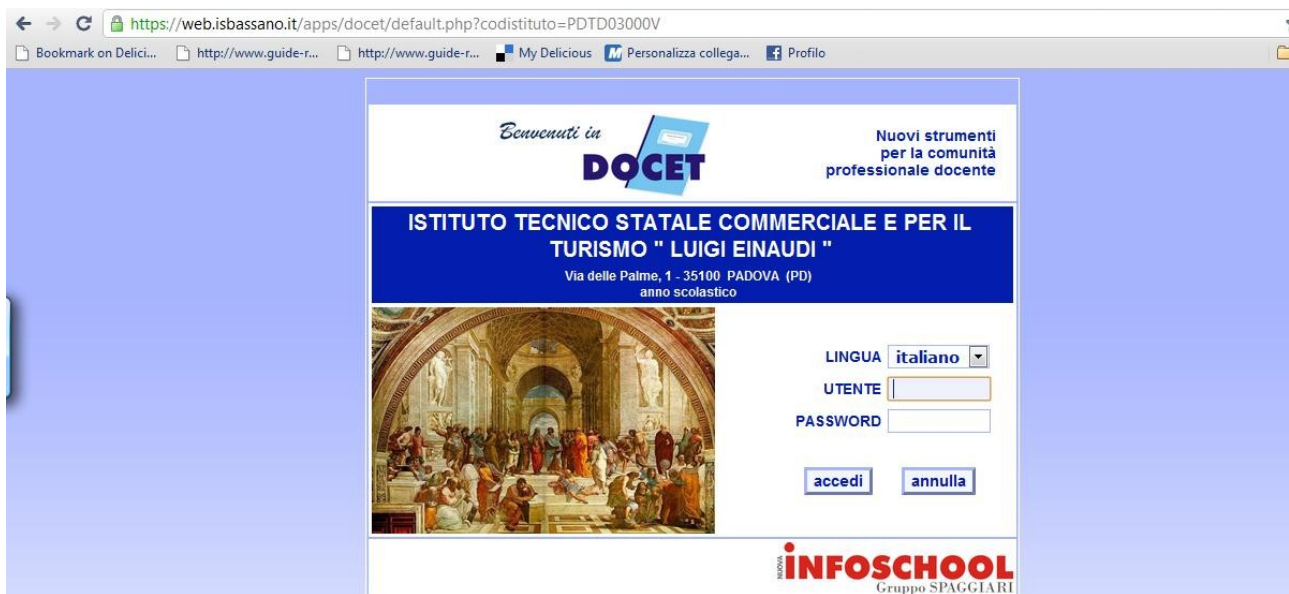 https://web.isbassano.it/apps/docet/default.php?codistituto=PDTD03000V
Bookmark on Delici... http://www.guide-r... http://www.guide-r... My Delicious Personalizza collega... Profilo
Benvenuti in
DOCET
Nuovi strumenti
per la comunità
professionale docente
ISTITUTO TECNICO STATALE COMMERCIALE E PER IL
TURISMO " LUIGI EINAUDI "
Via delle Palme, 1 - 35100 PADOVA (PD)
anno scolastico
LINGUA italiano
UTENTE
PASSWORD
accedi annulla
NUOVA
INFOSCHOOL
Gruppo SPAGGIARI